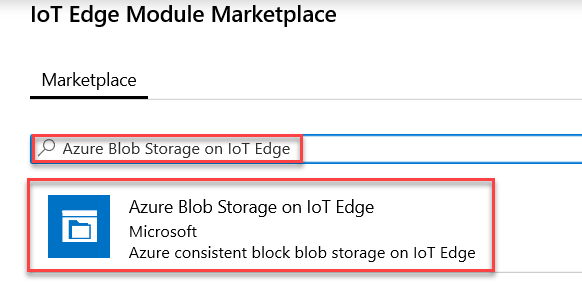 IoT Edge Module Marketplace
Marketplace
Azure Blob Storage on IoT Edge
Azure Blob Storage on IoT Edge
Microsoft
Azure consistent block blob storage on IoT Edge